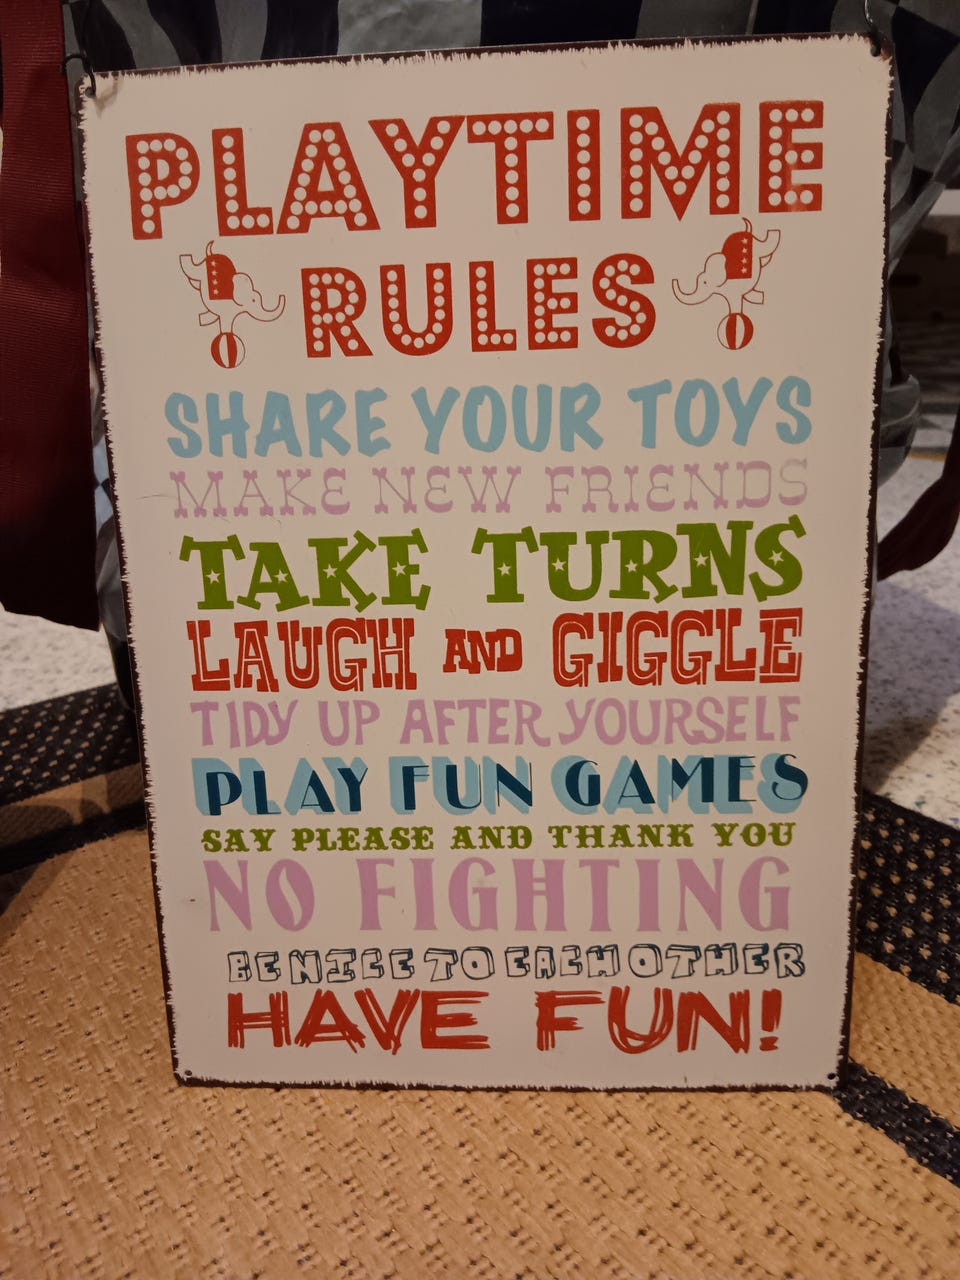 PLAYTIME
RULES
SHARE YOUR TOYS
MAKE NEW FRIENDS
TAKE TURNS
LAUGH AND GIGGLE
TIDY UP AFTER YOURSELF
PLAY FUN GAMES
SAY PLEASE AND THANK YOU
NO FIGHTING
BE NICE TO EACH OTHER
HAVE FUN!